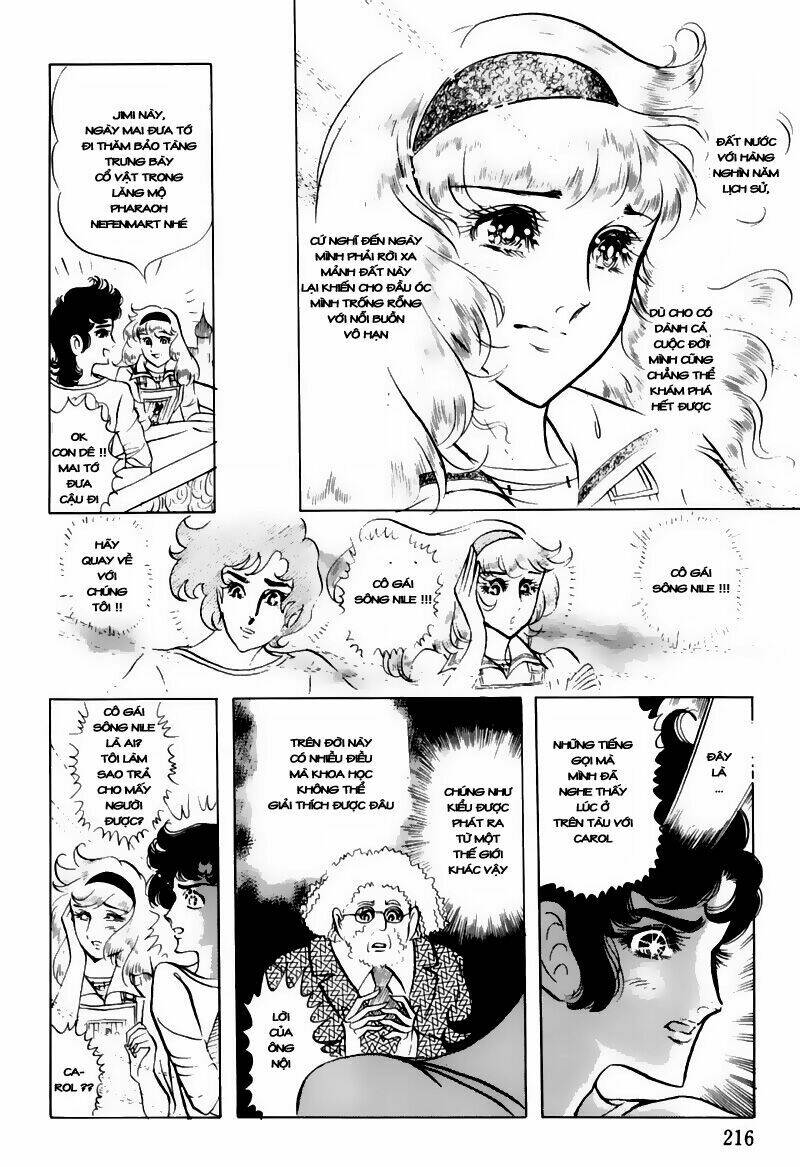 ĐẤT NƯỚC
VỚI HÀNG
NGHÌN NĂM
LỊCH SỬ,
DÙ CHO CÓ
DÀNH CẢ
CUỘC ĐỜI
MÌNH CŨNG
CHẲNG THỂ
KHÁM PHÁ
HẾT ĐƯỢC
CỨ NGHĨ ĐẾN NGÀY
MÌNH PHẢI RỜI XA
MẢNH ĐẤT NÀY
LẠI KHIẾN CHO ĐẦU ÓC
MÌNH TRỐNG RỖNG
VỚI NỖI BUỒN
VÔ HẠN
JIMI NÀY,
NGÀY MAI ĐƯA TỚ
ĐI THĂM BẢO TÀNG
TRƯNG BÀY
CỔ VẬT TRONG
LĂNG MỘ
PHARAOH
NEFENMART NHÉ
OK
CON DÊ !!
MAI TỚ
ĐƯA
CẬU ĐI
CÔ GÁI
SÔNG NILE !!!
CÔ GÁI
SÔNG NILE !!!
HÃY
QUAY VỀ
VỚI
CHÚNG
TÔI !!
ĐÂY
LÀ
...
NHỮNG TIẾNG
GỌI MÀ
MÌNH ĐÃ
NGHE THẤY
LÚC Ở
TRÊN TÀU VỚI
CAROL
CHÚNG NHƯ
KIỂU ĐƯỢC
PHÁT RA
TỪ MỘT
THẾ GIỚI
KHÁC VẬY
TRÊN ĐỜI NÀY
CÓ NHIỀU ĐIỀU
MÀ KHOA HỌC
KHÔNG THỂ
GIẢI THÍCH ĐƯỢC ĐÂU
LỜI
CỦA
ÔNG
NỘI
CÔ GÁI
SÔNG NILE
LÀ AI?
TÔI LÀM
SAO TRẢ
CHO MẤY
NGƯỜI
ĐƯỢC?
CA-
ROL ??
216